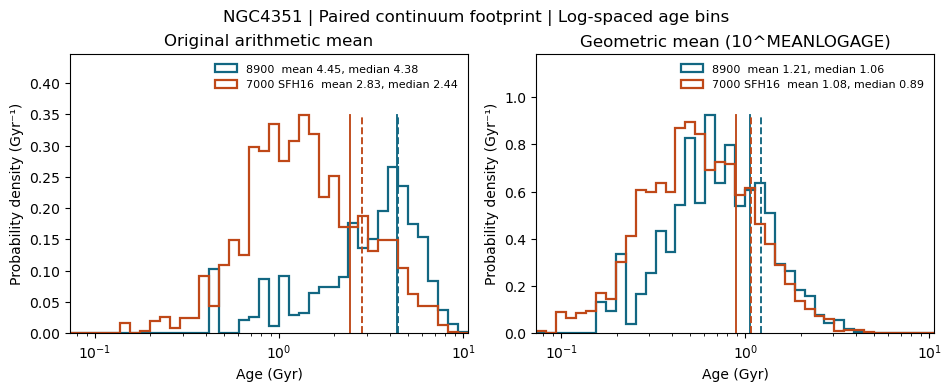 NGC4351 | Paired continuum footprint | Log-spaced age bins
Original arithmetic mean
8900  mean 4.45, median 4.38
7000 SFH16  mean 2.83, median 2.44
Probability density (Gyr⁻¹)
0.40
0.35
0.30
0.25
0.20
0.15
0.10
0.05
0.00
10⁻¹
10⁰
10¹
Age (Gyr)
Geometric mean (10^MEANLOGAGE)
8900  mean 1.21, median 1.06
7000 SFH16  mean 1.08, median 0.89
Probability density (Gyr⁻¹)
1.0
0.8
0.6
0.4
0.2
0.0
10⁻¹
10⁰
10¹
Age (Gyr)